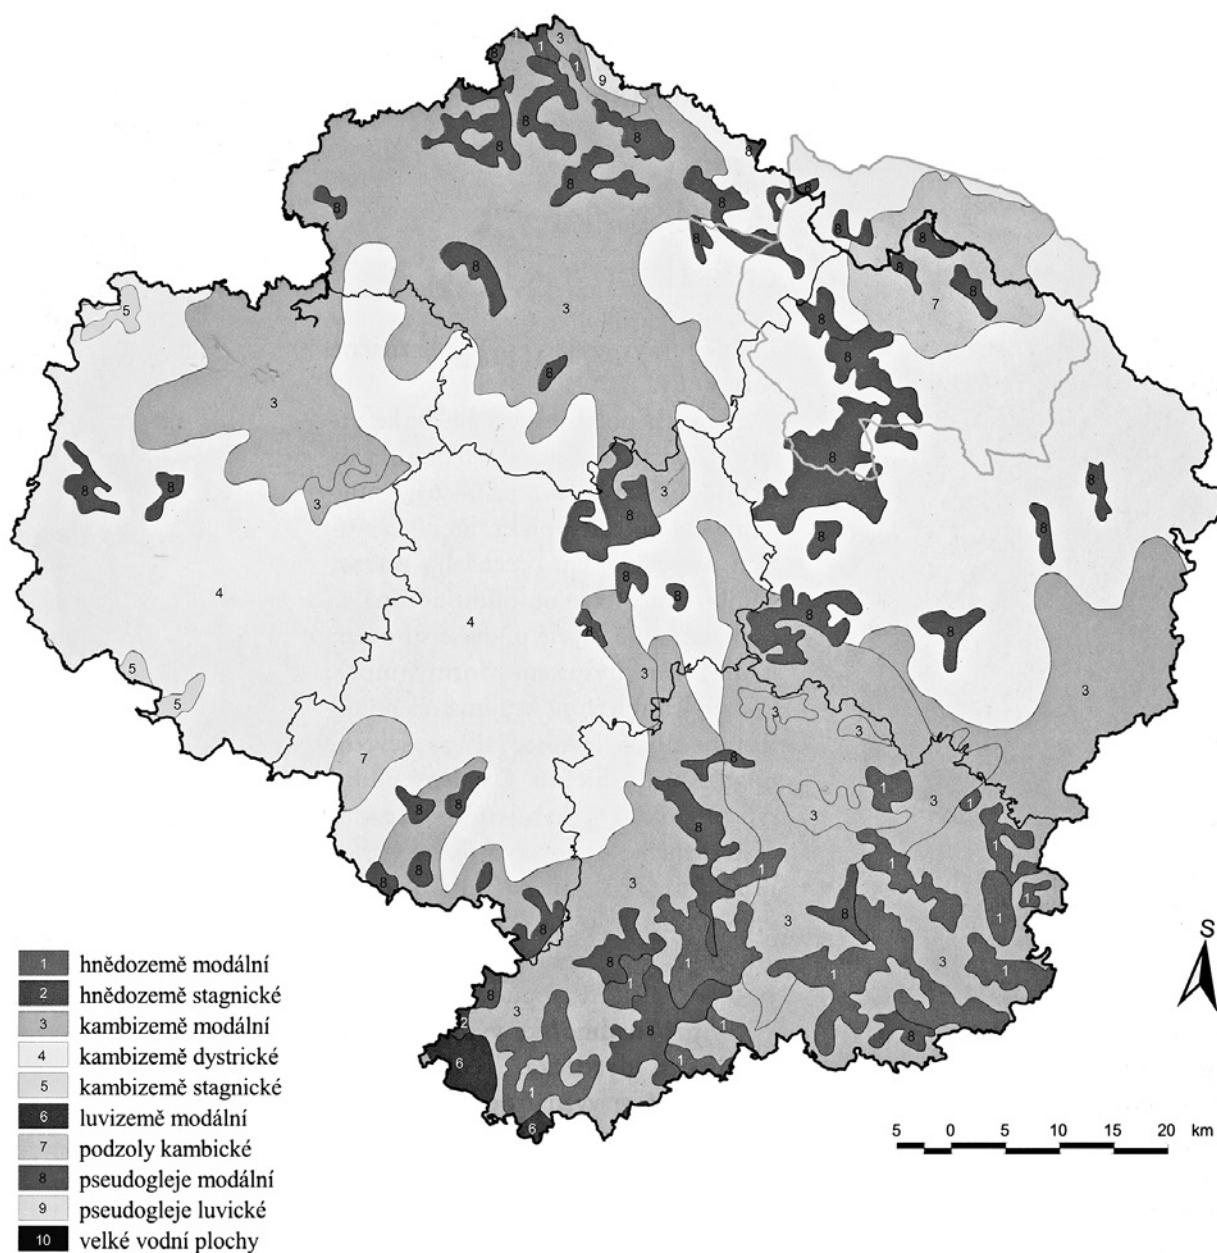 1 hnědozemě modální
2 hnědozemě stagnické
3 kambizemě modální
4 kambizemě dystrické
5 kambizemě stagnické
6 luvizemě modální
7 podzoly kambické
8 pseudogleje modální
9 pseudogleje luvické
10 velké vodní plochy
S
5 0 5 10 15 20 km